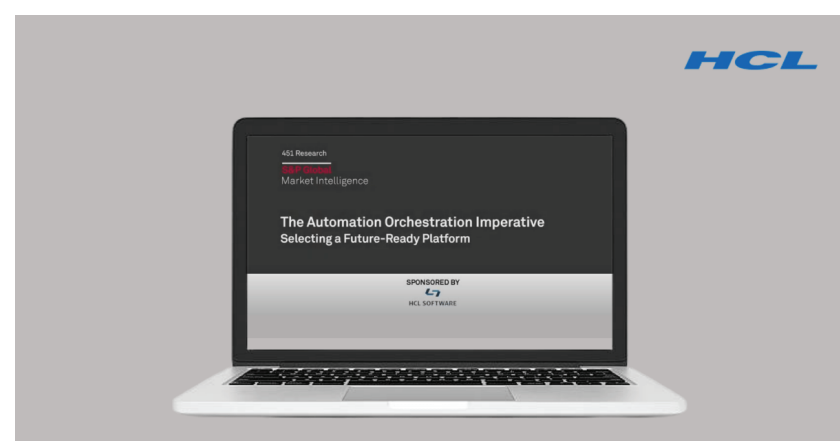 HCL
451 Research
S&P Global
Market Intelligence
The Automation Orchestration Imperative
Selecting a Future-Ready Platform
SPONSORED BY
HCL SOFTWARE